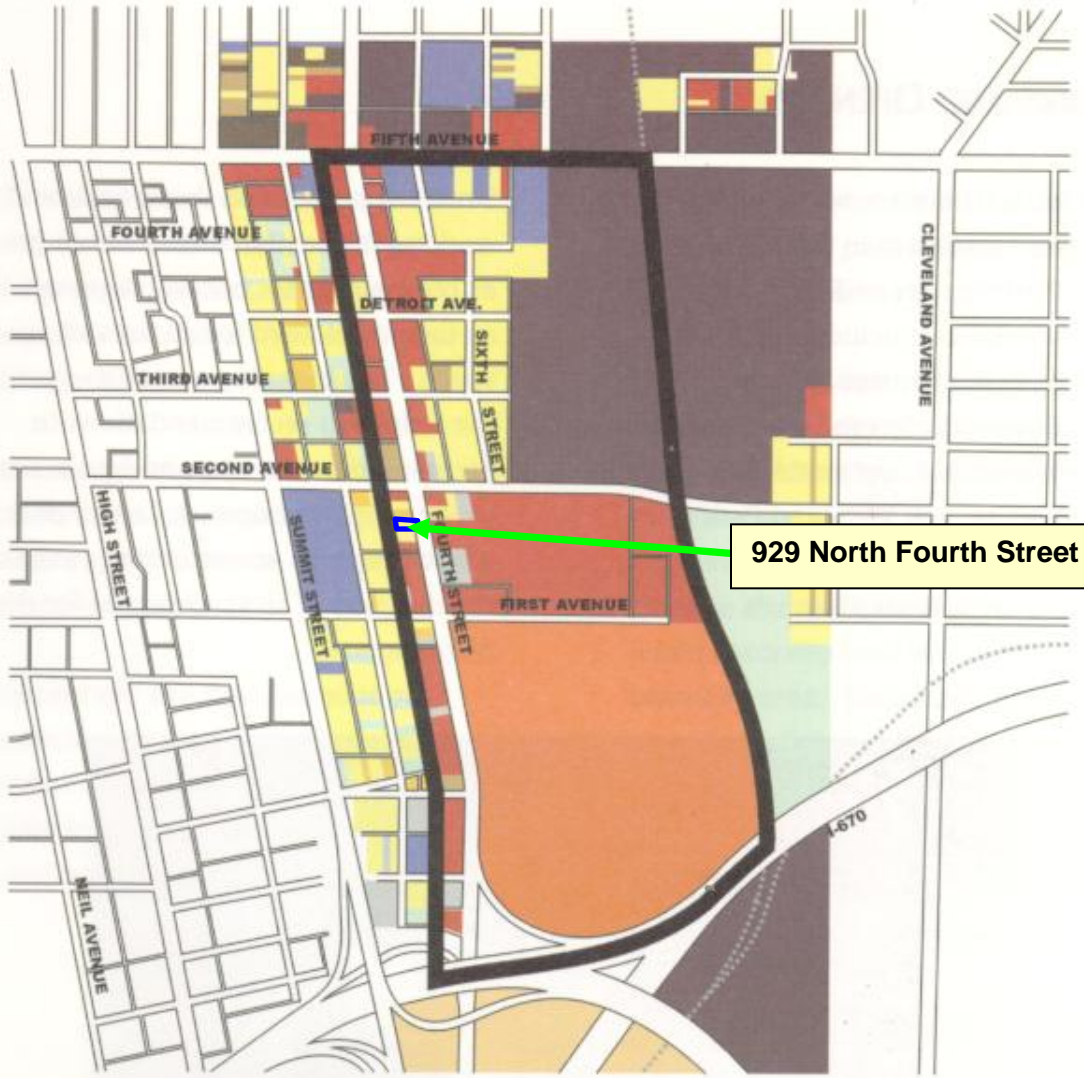 FIFTH AVENUE
FOURTH AVENUE
CLEVELAND AVENUE
DETROIT AVE.
SIXTH
STREET
THIRD AVENUE
SECOND AVENUE
HIGH STREET
SUMMIT STREET
FOURTH STREET
929 North Fourth Street
FIRST AVENUE
I-670
NEIL AVENUE